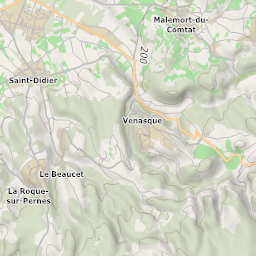 Malemort-du-
Comtat
200
Saint-Didier
Venasque
Le Beaucet
La Roque-
sur-Pernes